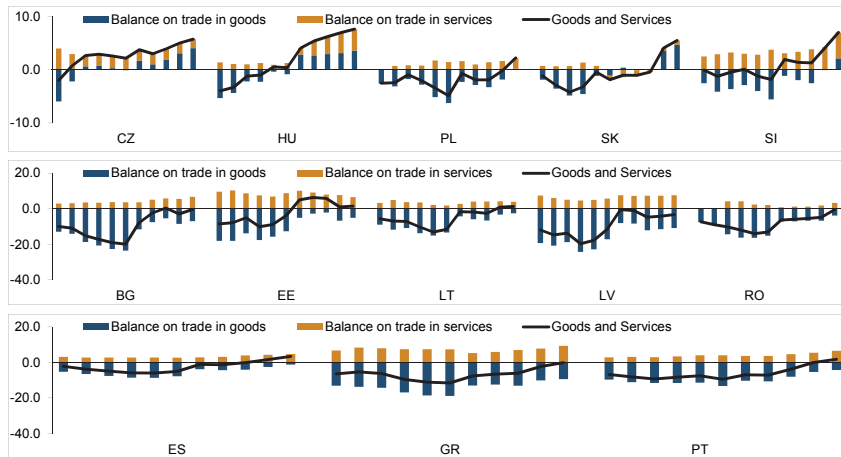 Balance on trade in goods Balance on trade in services Goods and Services
10.0
0.0
-10.0
CZ HU PL SK SI
Balance on trade in goods Balance on trade in services Goods and Services
20.0
0.0
-20.0
-40.0
BG EE LT LV RO
Balance on trade in goods Balance on trade in services Goods and Services
20.0
0.0
-20.0
-40.0
ES GR PT